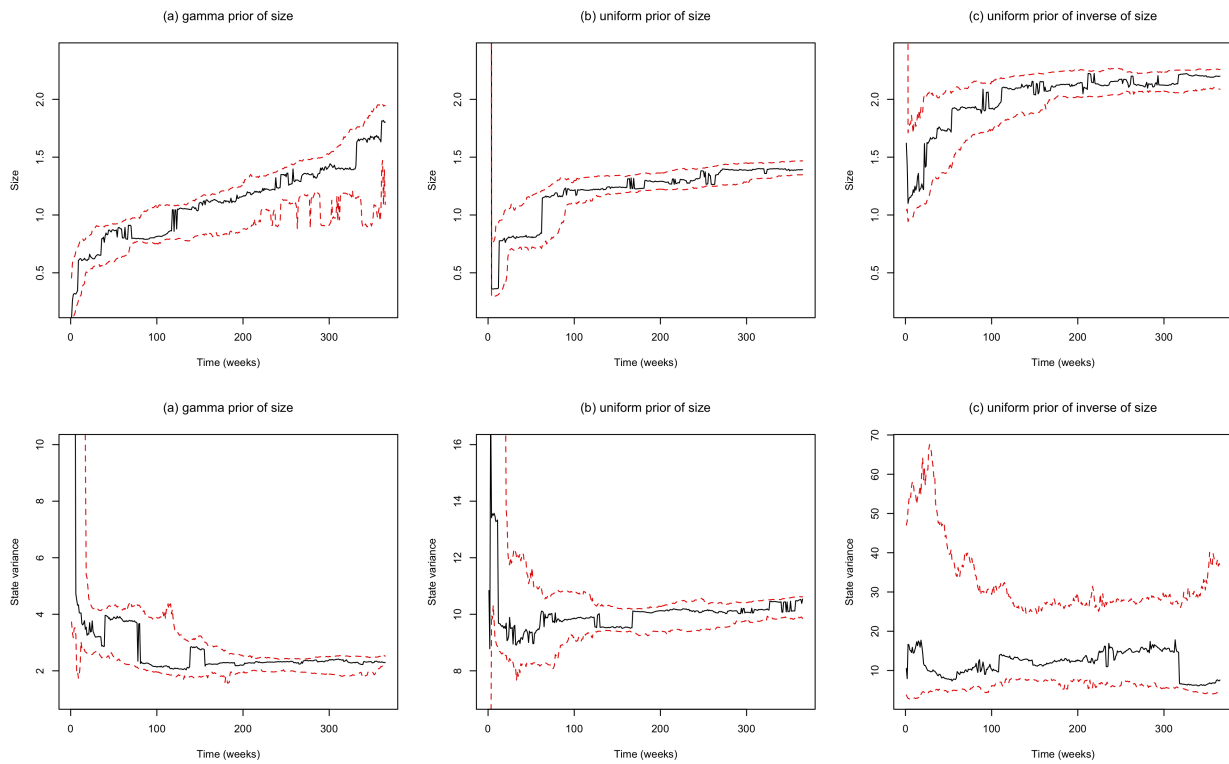 (a) gamma prior of size
(b) uniform prior of size
(c) uniform prior of inverse of size
Size
2.0
1.5
1.0
0.5
0
100
200
300
Time (weeks)
Size
2.0
1.5
1.0
0.5
0
100
200
300
Time (weeks)
Size
2.0
1.5
1.0
0.5
0
100
200
300
Time (weeks)
(a) gamma prior of size
(b) uniform prior of size
(c) uniform prior of inverse of size
State variance
10
8
6
4
2
0
100
200
300
Time (weeks)
State variance
16
14
12
10
8
0
100
200
300
Time (weeks)
State variance
70
60
50
40
30
20
10
0
100
200
300
Time (weeks)